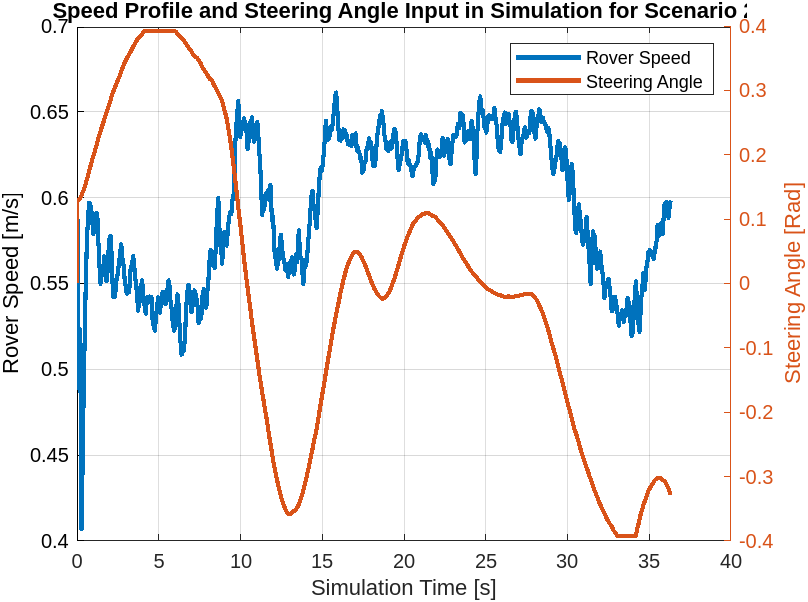 Speed Profile and Steering Angle Input in Simulation for Scenario
Rover Speed
Steering Angle
0.7
0.65
0.6
0.55
0.5
0.45
0.4
Rover Speed [m/s]
0.4
0.3
0.2
0.1
0
-0.1
-0.2
-0.3
-0.4
Steering Angle [Rad]
0 5 10 15 20 25 30 35 40
Simulation Time [s]